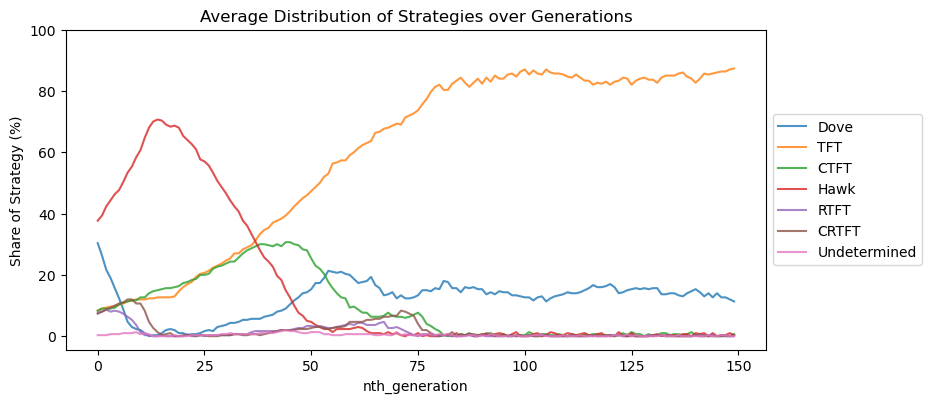 Average Distribution of Strategies over Generations
Share of Strategy (%)
100
80
60
40
20
0
0 25 50 75 100 125 150
nth_generation
Dove
TFT
CTFT
Hawk
RTFT
CRTFT
Undetermined